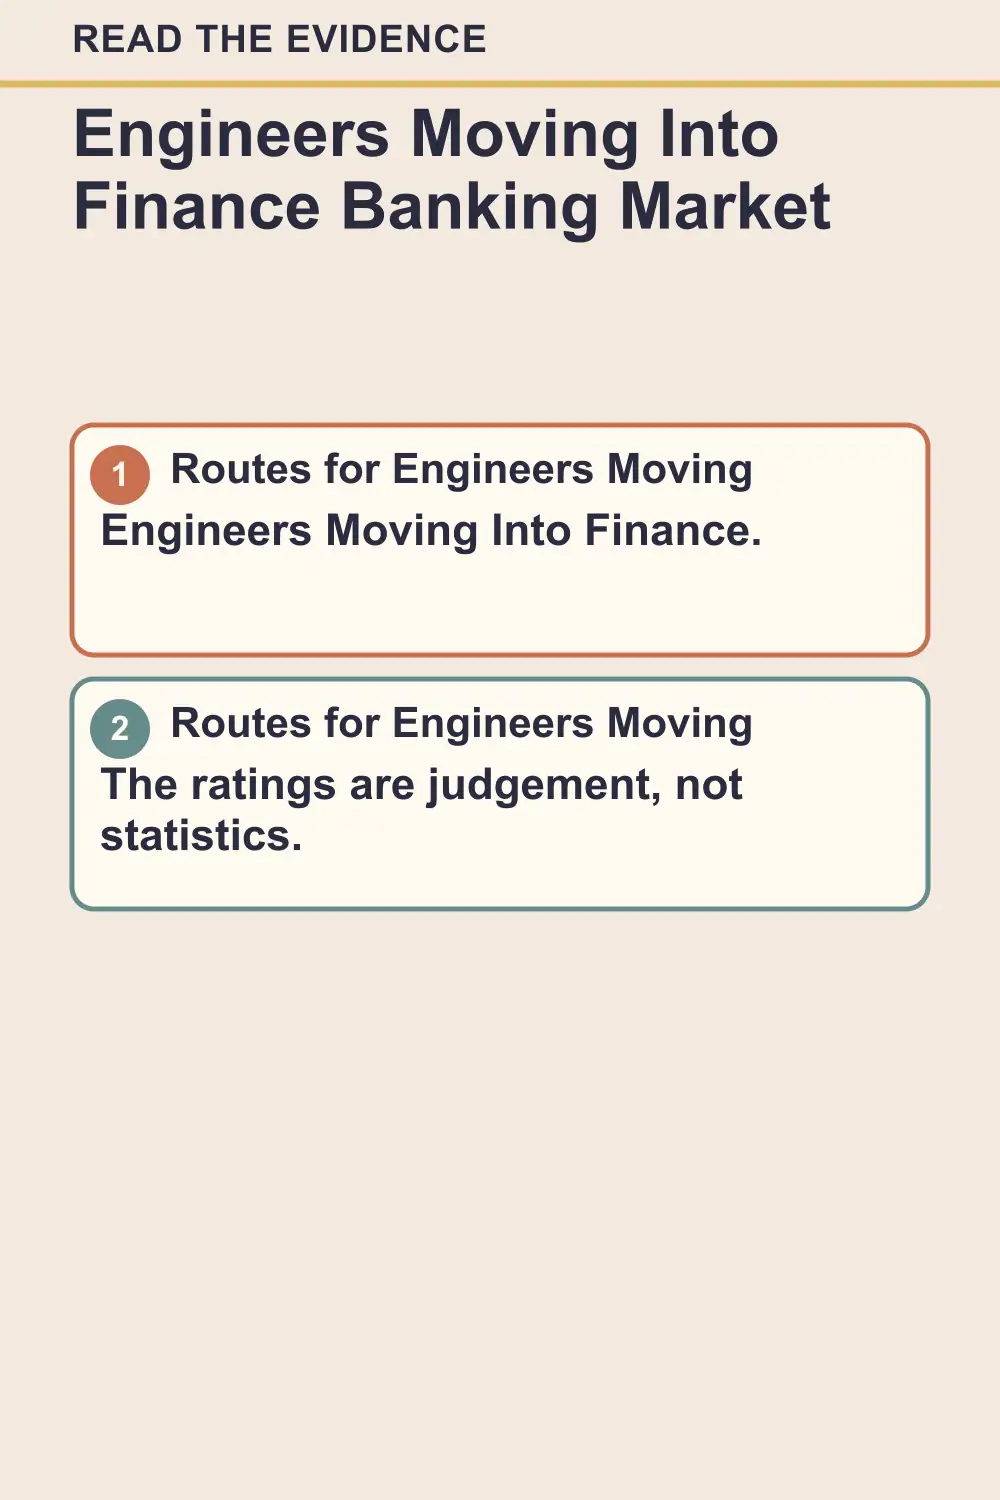 READ THE EVIDENCE
Engineers Moving Into
Finance Banking Market
1 Routes for Engineers Moving
Engineers Moving Into Finance.
2 Routes for Engineers Moving
The ratings are judgement, not
statistics.